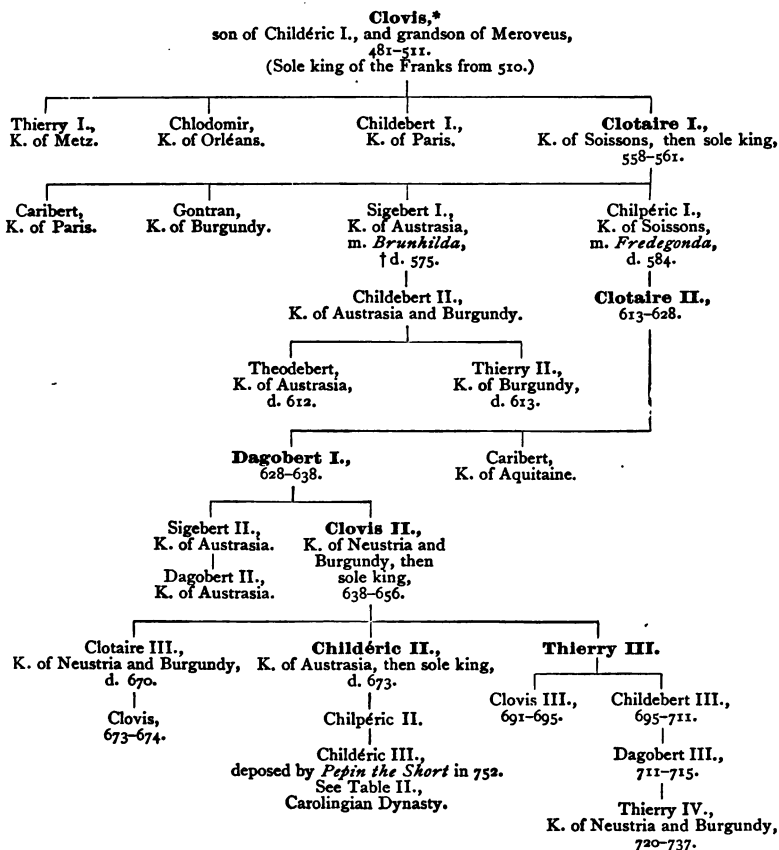 Clovis,*
son of Childéric I., and grandson of Meroveus,
481–511.
(Sole king of the Franks from 510.)
Thierry I.,
K. of Metz.
Chlodomir,
K. of Orléans.
Childebert I.,
K. of Paris.
Clotaire I.,
K. of Soissons, then sole king,
558–561.
Caribert,
K. of Paris.
Gontran,
K. of Burgundy.
Sigebert I.,
K. of Austrasia,
m. Brunhilda,
† d. 575.
Chilpéric I.,
K. of Soissons,
m. Fredegonda,
d. 584.
Childebert II.,
K. of Austrasia and Burgundy.
Clotaire II.,
613–628.
Theodebert,
K. of Austrasia,
d. 612.
Thierry II.,
K. of Burgundy,
d. 613.
Dagobert I.,
628–638.
Caribert,
K. of Aquitaine.
Sigebert II.,
K. of Austrasia.
Dagobert II.,
K. of Austrasia.
Clovis II.,
K. of Neustria and
Burgundy, then
sole king,
638–656.
Clotaire III.,
K. of Neustria and Burgundy,
d. 670.
Clovis,
673–674.
Childéric II.,
K. of Austrasia, then sole king,
d. 673.
Chilpéric II.
Childéric III.,
deposed by Pepin the Short in 752.
See Table II.,
Carolingian Dynasty.
Thierry III.
Clovis III.,
691–695.
Childebert III.,
695–711.
Dagobert III.,
711–715.
Thierry IV.,
K. of Neustria and Burgundy,
720–737.